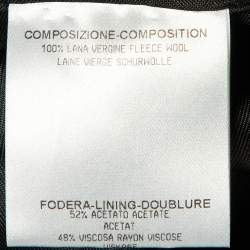 COMPOSIZIONE-COMPOSITION
100% LANA VERGINE FLEECE WOOL
LAINE VIERGE SCHURWOLLE
FODERA-LINING-DOUBLURE
52% ACETATO ACETATE
ACETAT
48% VISCOSA RAYON VISCOSE
VISKOSE